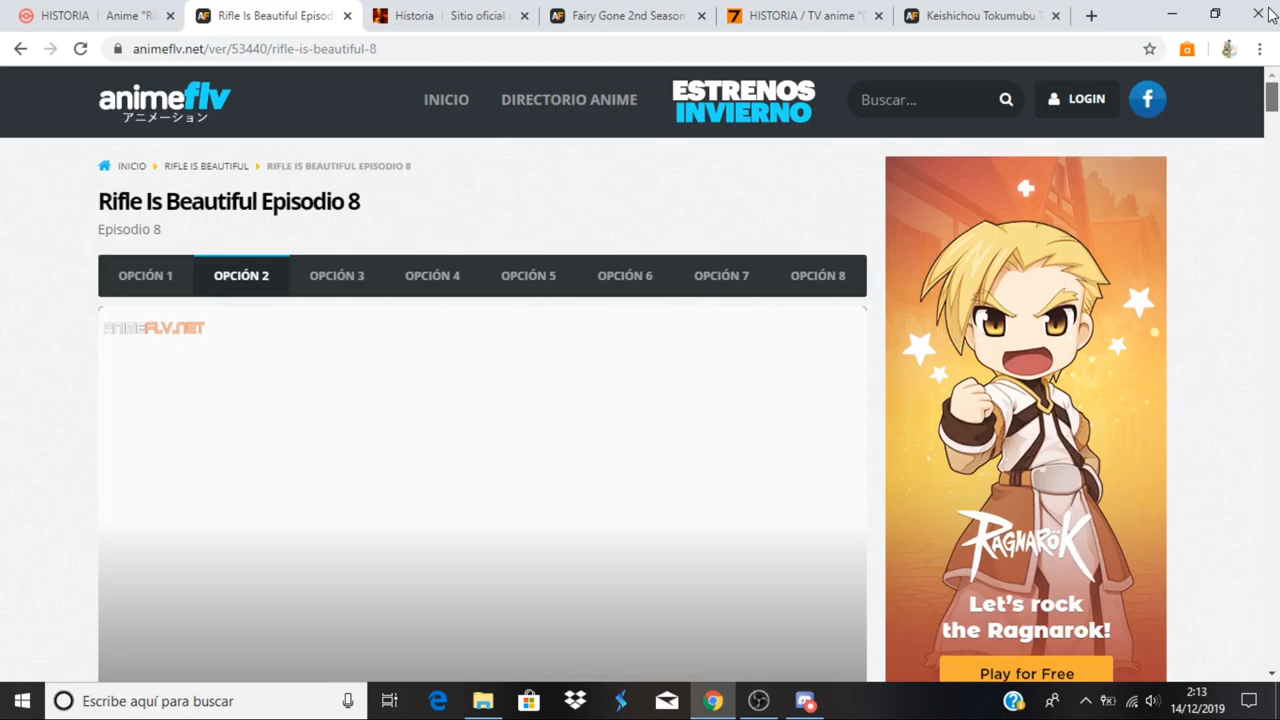 HISTORIA | Anime "Ri
Rifle Is Beautiful Episod
Historia | Sitio oficial
Fairy Gone 2nd Season
HISTORIA / TV anime "D
Keishichou Tokumubu T
animeflv.net/ver/53440/rifle-is-beautiful-8
animeflv
アニメーション
INICIO
DIRECTORIO ANIME
ESTRENOS
INVIERNO
Buscar...
LOGIN
INICIO
RIFLE IS BEAUTIFUL
RIFLE IS BEAUTIFUL EPISODIO 8
Rifle Is Beautiful Episodio 8
Episodio 8
OPCIÓN 1
OPCIÓN 2
OPCIÓN 3
OPCIÓN 4
OPCIÓN 5
OPCIÓN 6
OPCIÓN 7
OPCIÓN 8
ANIMEFLV.NET
RAGNARÖK
Let's rock
the Ragnarok!
Play for Free
Escribe aquí para buscar
2:13
14/12/2019